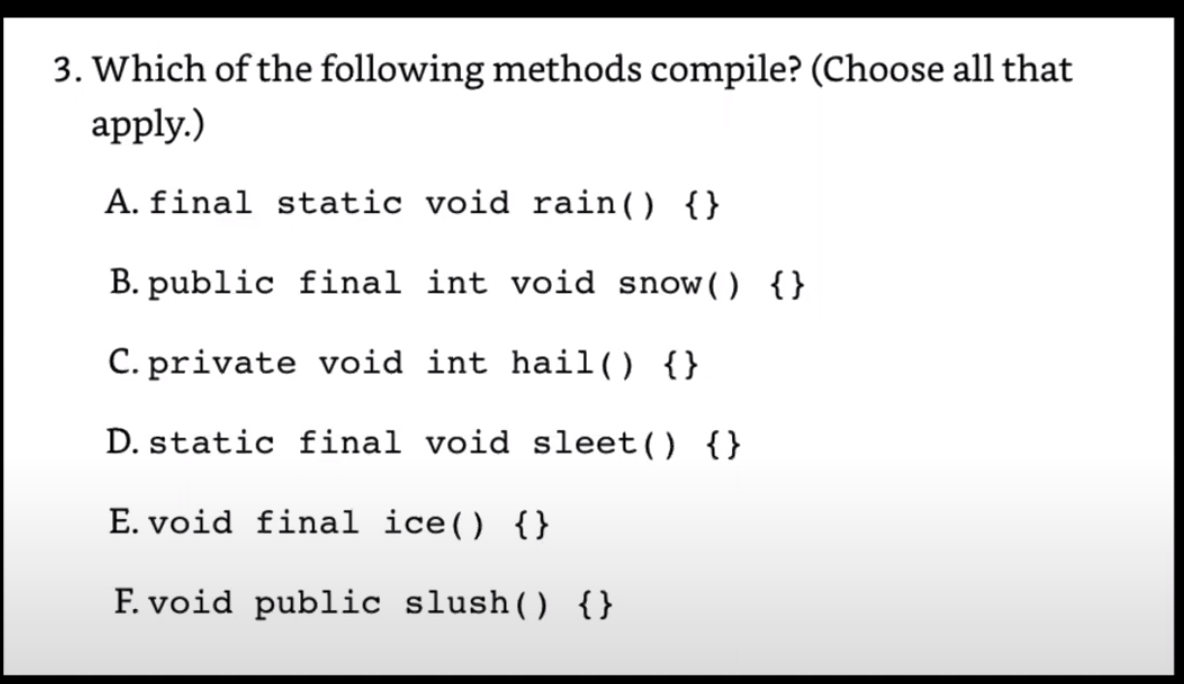 3. Which of the following methods compile? (Choose all that
apply.)
A. final static void rain() {}
B. public final int void snow() {}
C. private void int hail() {}
D. static final void sleet() {}
E. void final ice() {}
F. void public slush() {}